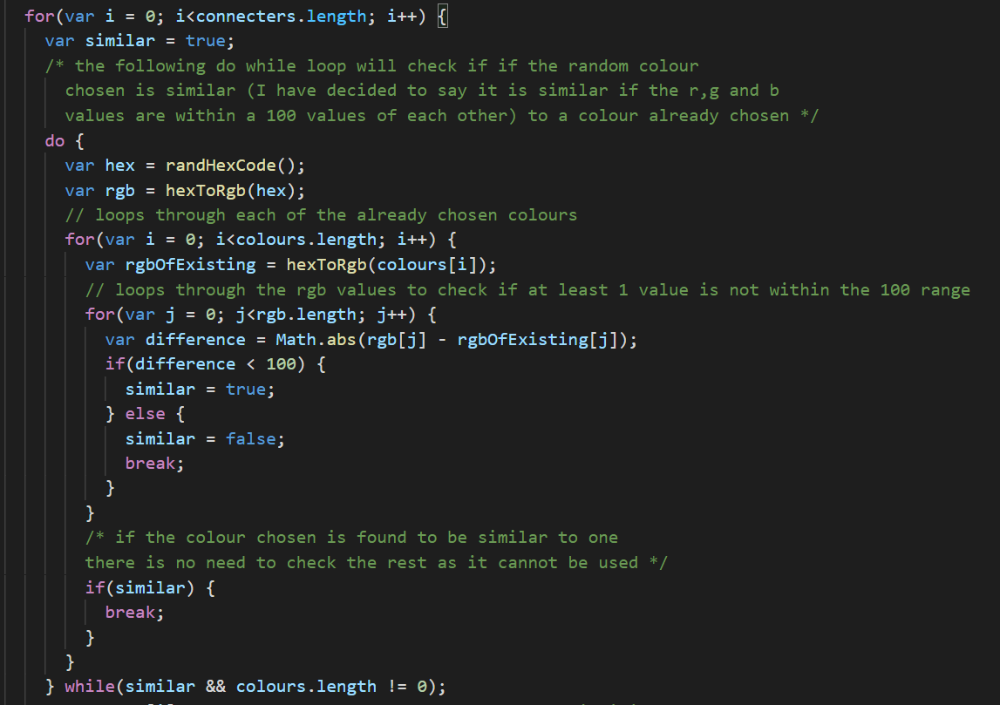 for(var i = 0; i<connecters.length; i++) {
var similar = true;
/* the following do while loop will check if if the random colour
chosen is similar (I have decided to say it is similar if the r,g and b
values are within a 100 values of each other) to a colour already chosen */
do {
var hex = randHexCode();
var rgb = hexToRgb(hex);
// loops through each of the already chosen colours
for(var i = 0; i<colours.length; i++) {
var rgbOfExisting = hexToRgb(colours[i]);
// loops through the rgb values to check if at least 1 value is not within the 100 range
for(var j = 0; j<rgb.length; j++) {
var difference = Math.abs(rgb[j] - rgbOfExisting[j]);
if(difference < 100) {
similar = true;
} else {
similar = false;
break;
}
}
/* if the colour chosen is found to be similar to one
there is no need to check the rest as it cannot be used */
if(similar) {
break;
}
}
} while(similar && colours.length != 0);